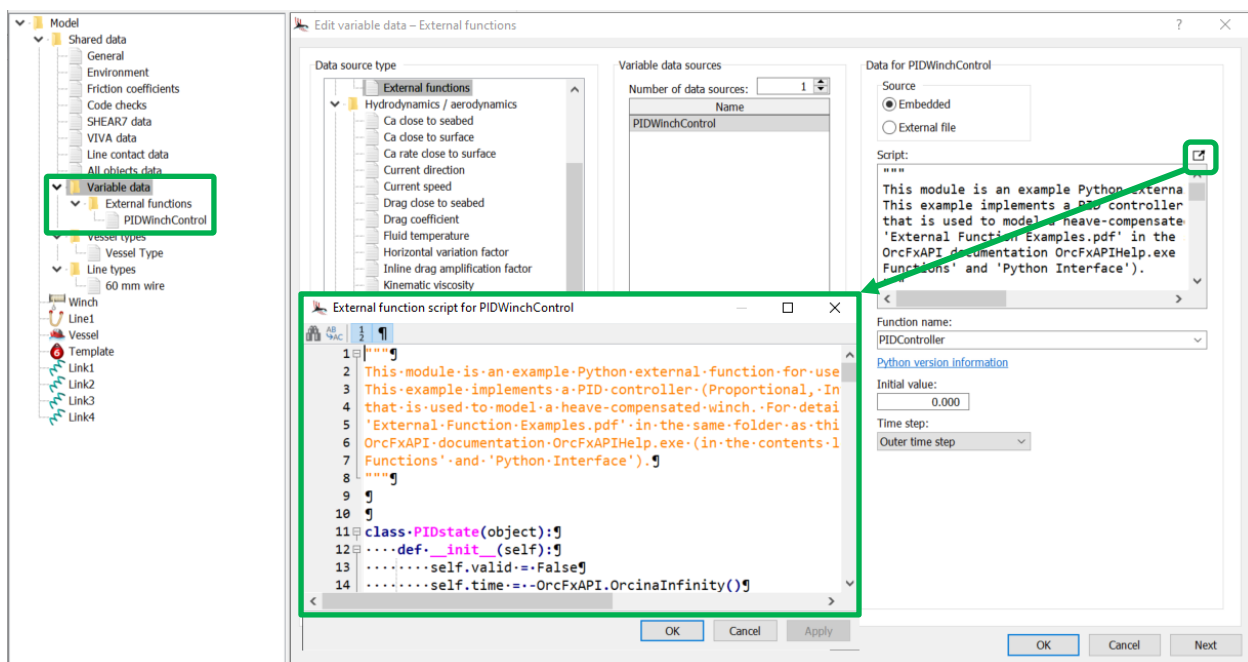 Model
Shared data
General
Environment
Friction coefficients
Code checks
SHEAR7 data
VIVA data
Line contact data
All objects data
Variable data
External functions
PIDWinchControl
Vessel types
Vessel Type
Line types
60 mm wire
Winch
Line1
Vessel
Template
Link1
Link2
Link3
Link4
Edit variable data – External functions
Data source type
External functions
Hydrodynamics / aerodynamics
Ca close to seabed
Ca close to surface
Ca rate close to surface
Current direction
Current speed
Drag close to seabed
Drag coefficient
Fluid temperature
Horizontal variation factor
Inline drag amplification factor
Kinematic viscosity
Variable data sources
Number of data sources: 1
Name
PIDWinchControl
Data for PIDWinchControl
Source
Embedded
External file
Script:
"""
This module is an example Python externa
This example implements a PID controller
that is used to model a heave-compensate
'External Function Examples.pdf' in the
OrcFxAPI documentation OrcFxAPIHelp.exe
Functions' and 'Python Interface').
Function name:
PIDController
Python version information
Initial value:
0.000
Time step:
Outer time step
External function script for PIDWinchControl
AB
AC
1
2
¶
1 """¶
2 This·module·is·an·example·Python·external·function·for·use
3 This·example·implements·a·PID·controller·(Proportional,·In
4 that·is·used·to·model·a·heave-compensated·winch.·For·detai
5 'External·Function·Examples.pdf'·in·the·same·folder·as·thi
6 OrcFxAPI·documentation·OrcFxAPIHelp.exe·(in·the·contents·l
7 Functions'·and·'Python·Interface').¶
8 """¶
9 ¶
10 ¶
11 class·PIDstate(object):¶
12 ····def·__init__(self):¶
13 ········self.valid·=·False¶
14 ········self.time·=·-OrcFxAPI.OrcinaInfinity()¶
OK Cancel Apply
OK Cancel Next